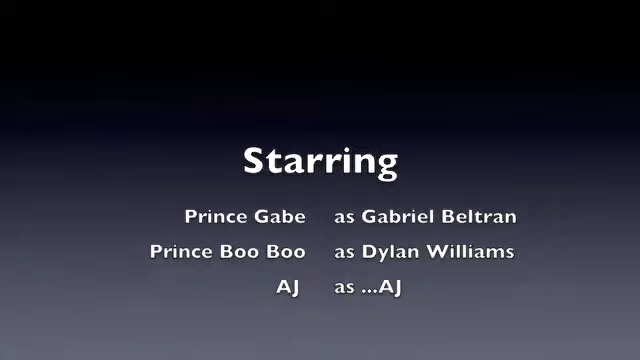 Starring
Prince Gabe as Gabriel Beltran
Prince Boo Boo as Dylan Williams
AJ as ...AJ